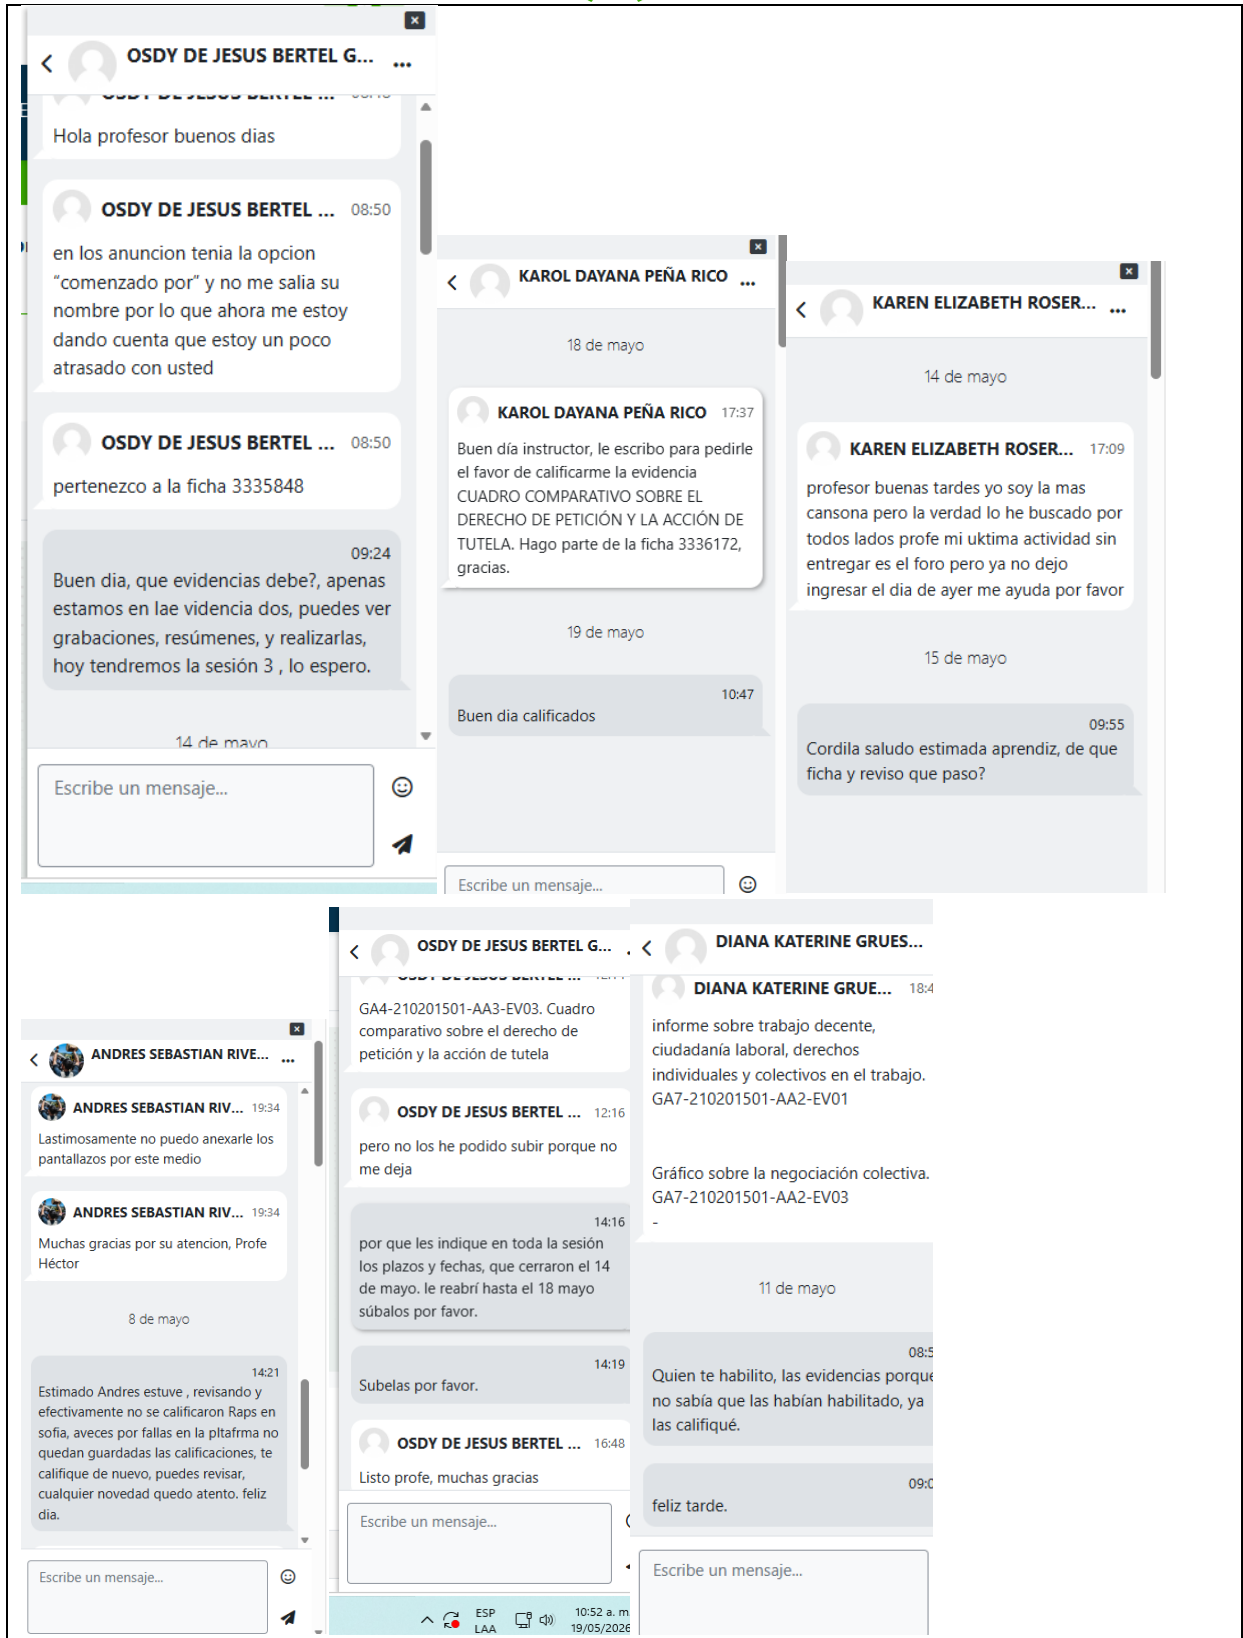 OSDY DE JESUS BERTEL G...
Hola profesor buenos dias
OSDY DE JESUS BERTEL ... 08:50
en los anuncion tenia la opcion
“comenzado por” y no me salia su
nombre por lo que ahora me estoy
dando cuenta que estoy un poco
atrasado con usted
OSDY DE JESUS BERTEL ... 08:50
pertenezco a la ficha 3335848
09:24
Buen dia, que evidencias debe?, apenas
estamos en lae videncia dos, puedes ver
grabaciones, resúmenes, y realizarlas,
hoy tendremos la sesión 3 , lo espero.
14 de mayo
Escribe un mensaje...
KAROL DAYANA PEÑA RICO
18 de mayo
KAROL DAYANA PEÑA RICO 17:37
Buen día instructor, le escribo para pedirle
el favor de calificarme la evidencia
CUADRO COMPARATIVO SOBRE EL
DERECHO DE PETICIÓN Y LA ACCIÓN DE
TUTELA. Hago parte de la ficha 3336172,
gracias.
19 de mayo
10:47
Buen dia calificados
Escribe un mensaje...
KAREN ELIZABETH ROSER...
14 de mayo
KAREN ELIZABETH ROSER... 17:09
profesor buenas tardes yo soy la mas
cansona pero la verdad lo he buscado por
todos lados profe mi uktima actividad sin
entregar es el foro pero ya no dejo
ingresar el dia de ayer me ayuda por favor
15 de mayo
09:55
Cordila saludo estimada aprendiz, de que
ficha y reviso que paso?
ANDRES SEBASTIAN RIVE...
ANDRES SEBASTIAN RIV... 19:34
Lastimosamente no puedo anexarle los
pantallazos por este medio
ANDRES SEBASTIAN RIV... 19:34
Muchas gracias por su atencion, Profe
Héctor
8 de mayo
14:21
Estimado Andres estuve , revisando y
efectivamente no se calificaron Raps en
sofia, aveces por fallas en la pltafrma no
quedan guardadas las calificaciones, te
califique de nuevo, puedes revisar,
cualquier novedad quedo atento. feliz
dia.
Escribe un mensaje...
OSDY DE JESUS BERTEL G...
OSDY DE JESUS BERTEL ...
GA4-210201501-AA3-EV03. Cuadro
comparativo sobre el derecho de
petición y la acción de tutela
OSDY DE JESUS BERTEL ... 12:16
pero no los he podido subir porque no
me deja
14:16
por que les indique en toda la sesión
los plazos y fechas, que cerraron el 14
de mayo. le reabrí hasta el 18 mayo
súbalos por favor.
14:19
Subelas por favor.
OSDY DE JESUS BERTEL ... 16:48
Listo profe, muchas gracias
Escribe un mensaje...
ESP
LAA
10:52 a. m.
19/05/2026
DIANA KATERINE GRUES...
DIANA KATERINE GRUE... 18:4
informe sobre trabajo decente,
ciudadanía laboral, derechos
individuales y colectivos en el trabajo.
GA7-210201501-AA2-EV01
Gráfico sobre la negociación colectiva.
GA7-210201501-AA2-EV03
-
11 de mayo
08:5
Quien te habilito, las evidencias porque
no sabía que las habían habilitado, ya
las califiqué.
09:0
feliz tarde.
Escribe un mensaje...